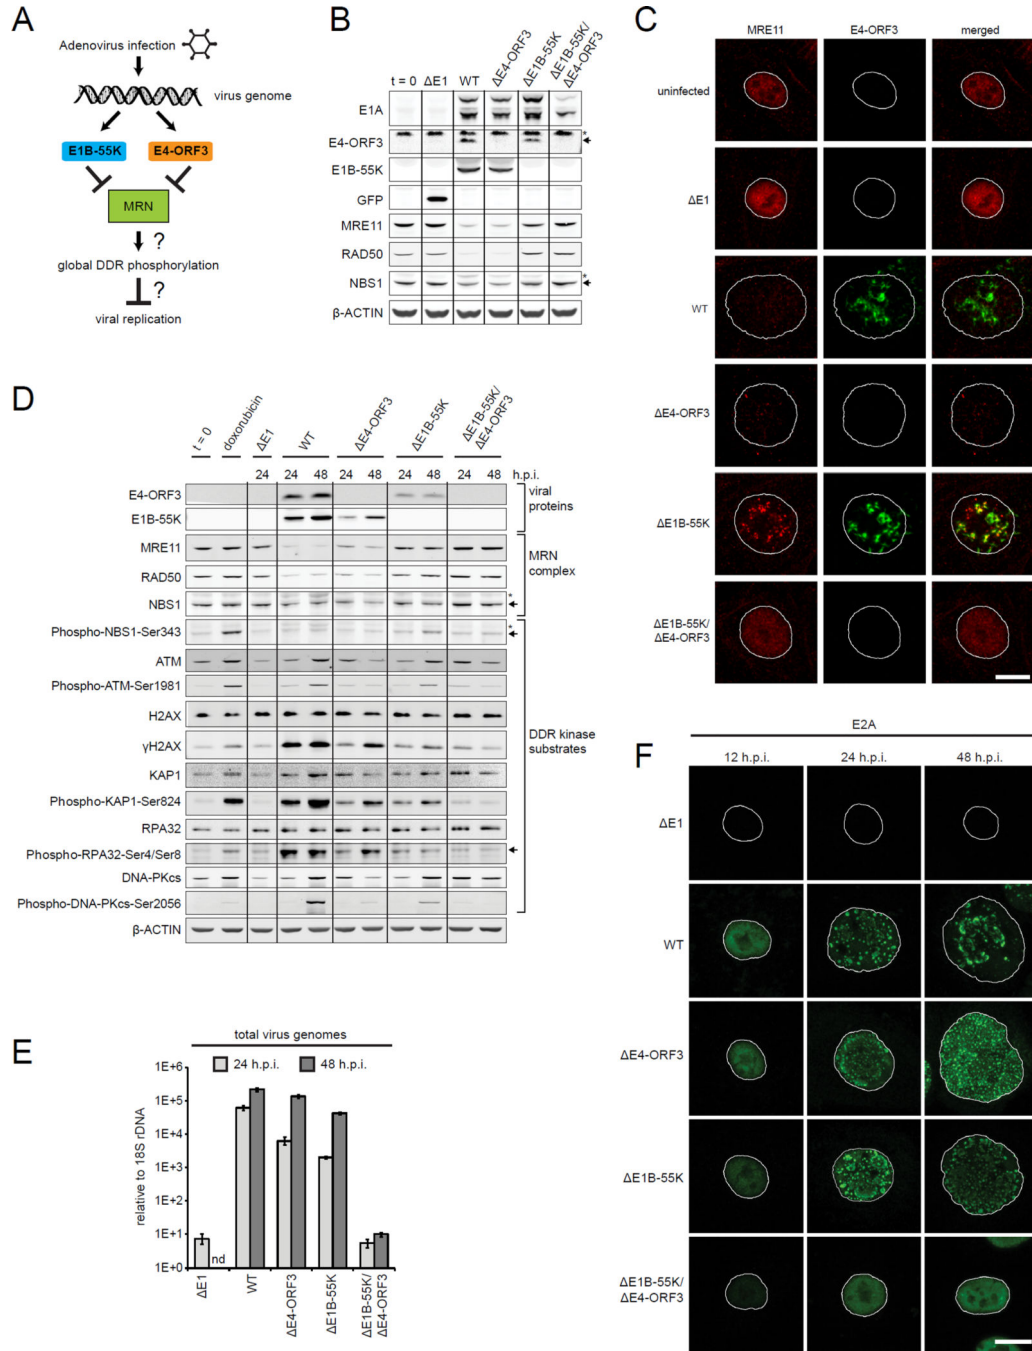 A
Adenovirus infection
virus genome
E1B-55K
E4-ORF3
MRN
?
global DDR phosphorylation
?
viral replication
B
t = 0
ΔE1
WT
ΔE4-ORF3
ΔE1B-55K
ΔE1B-55K/
ΔE4-ORF3
E1A
E4-ORF3
*
E1B-55K
GFP
MRE11
RAD50
NBS1
*
β-ACTIN
C
MRE11
E4-ORF3
merged
uninfected
ΔE1
WT
ΔE4-ORF3
ΔE1B-55K
ΔE1B-55K/
ΔE4-ORF3
D
t = 0
doxorubicin
ΔE1
WT
ΔE4-ORF3
ΔE1B-55K
ΔE1B-55K/
ΔE4-ORF3
24 24 48 24 48 24 48 24 48 h.p.i.
E4-ORF3
E1B-55K
viral
proteins
MRE11
RAD50
NBS1
*
MRN
complex
Phospho-NBS1-Ser343
*
ATM
Phospho-ATM-Ser1981
H2AX
γH2AX
KAP1
Phospho-KAP1-Ser824
RPA32
Phospho-RPA32-Ser4/Ser8
DNA-PKcs
Phospho-DNA-PKcs-Ser2056
DDR kinase
substrates
β-ACTIN
E
total virus genomes
24 h.p.i.
48 h.p.i.
relative to 18S rDNA
1E+6
1E+5
1E+4
1E+3
1E+2
1E+1
1E+0
nd
ΔE1
WT
ΔE4-ORF3
ΔE1B-55K
ΔE1B-55K/
ΔE4-ORF3
F
E2A
12 h.p.i.
24 h.p.i.
48 h.p.i.
ΔE1
WT
ΔE4-ORF3
ΔE1B-55K
ΔE1B-55K/
ΔE4-ORF3